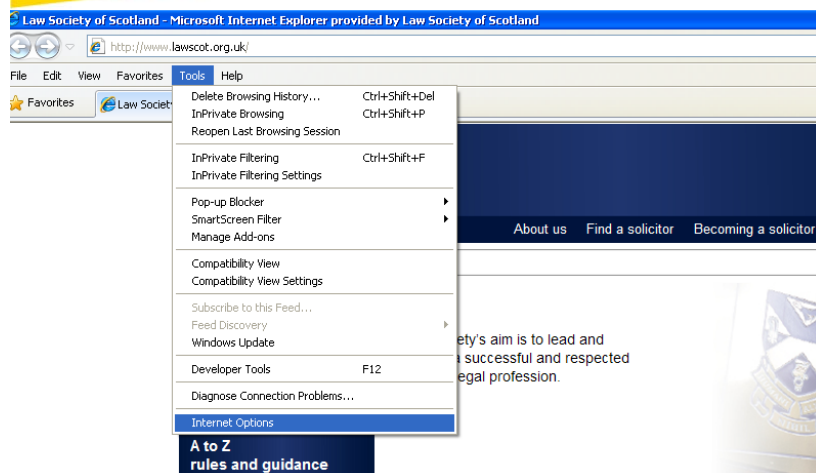 Law Society of Scotland - Microsoft Internet Explorer provided by Law Society of Scotland
http://www.lawscot.org.uk/
File Edit View Favorites Tools Help
Favorites Law Societ
Delete Browsing History... Ctrl+Shift+Del
InPrivate Browsing Ctrl+Shift+P
Reopen Last Browsing Session
InPrivate Filtering Ctrl+Shift+F
InPrivate Filtering Settings
Pop-up Blocker
SmartScreen Filter
Manage Add-ons
About us Find a solicitor Becoming a solicitor
Compatibility View
Compatibility View Settings
Subscribe to this Feed...
Feed Discovery
Windows Update
Developer Tools F12
Diagnose Connection Problems...
Internet Options
ety's aim is to lead and
a successful and respected
egal profession.
A to Z
rules and guidance